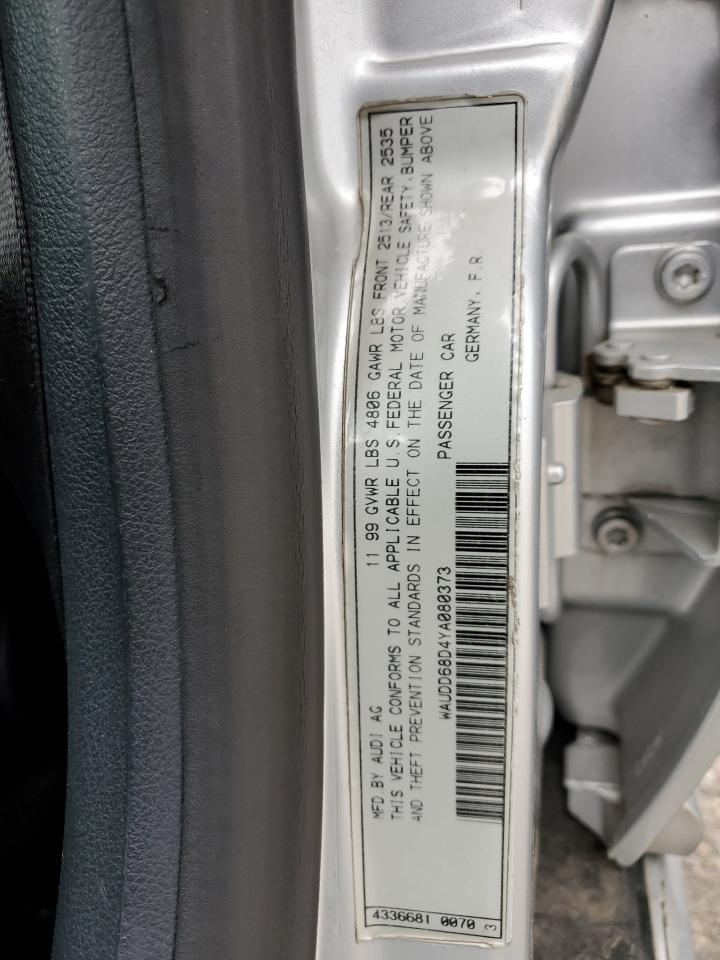 MFD.BY AUDI AG 11 99 GVWR LBS 4806 GAWR LBS FRONT 2513/REAR 2535
THIS VEHICLE CONFORMS TO ALL APPLICABLE U.S.FEDERAL MOTOR VEHICLE SAFETY,BUMPER
AND THEFT PREVENTION STANDARDS IN EFFECT ON THE DATE OF MANUFACTURE SHOWN ABOVE
WAUDD68D4YA080373 PASSENGER CAR
GERMANY, F.R.
4336681 0070 3